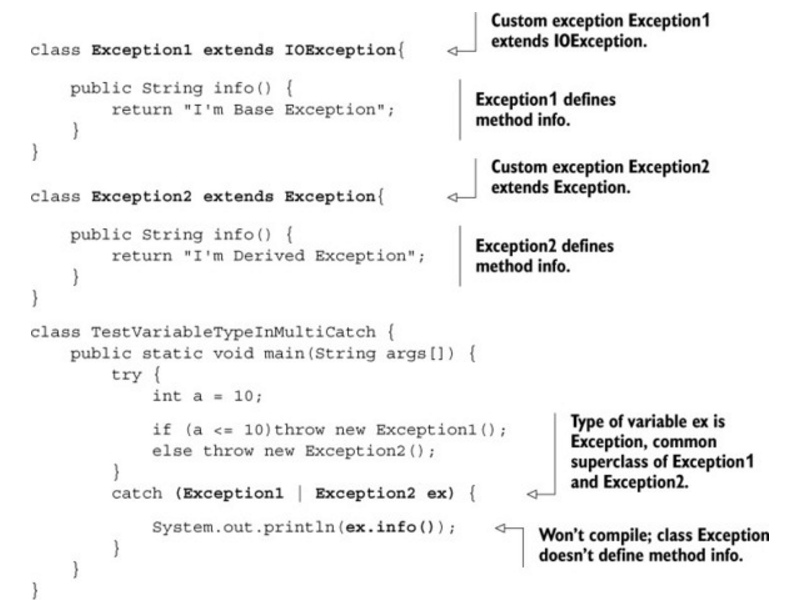 class Exception1 extends IOException{
Custom exception Exception1
extends IOException.
public String info() {
return "I'm Base Exception";
}
}
Exception1 defines
method info.
class Exception2 extends Exception{
Custom exception Exception2
extends Exception.
public String info() {
return "I'm Derived Exception";
}
}
Exception2 defines
method info.
class TestVariableTypeInMultiCatch {
public static void main(String args[]) {
try {
int a = 10;
if (a <= 10)throw new Exception1();
else throw new Exception2();
}
catch (Exception1 | Exception2 ex) {
Type of variable ex is
Exception, common
superclass of Exception1
and Exception2.
System.out.println(ex.info());
Won't compile; class Exception
doesn't define method info.
}
}
}